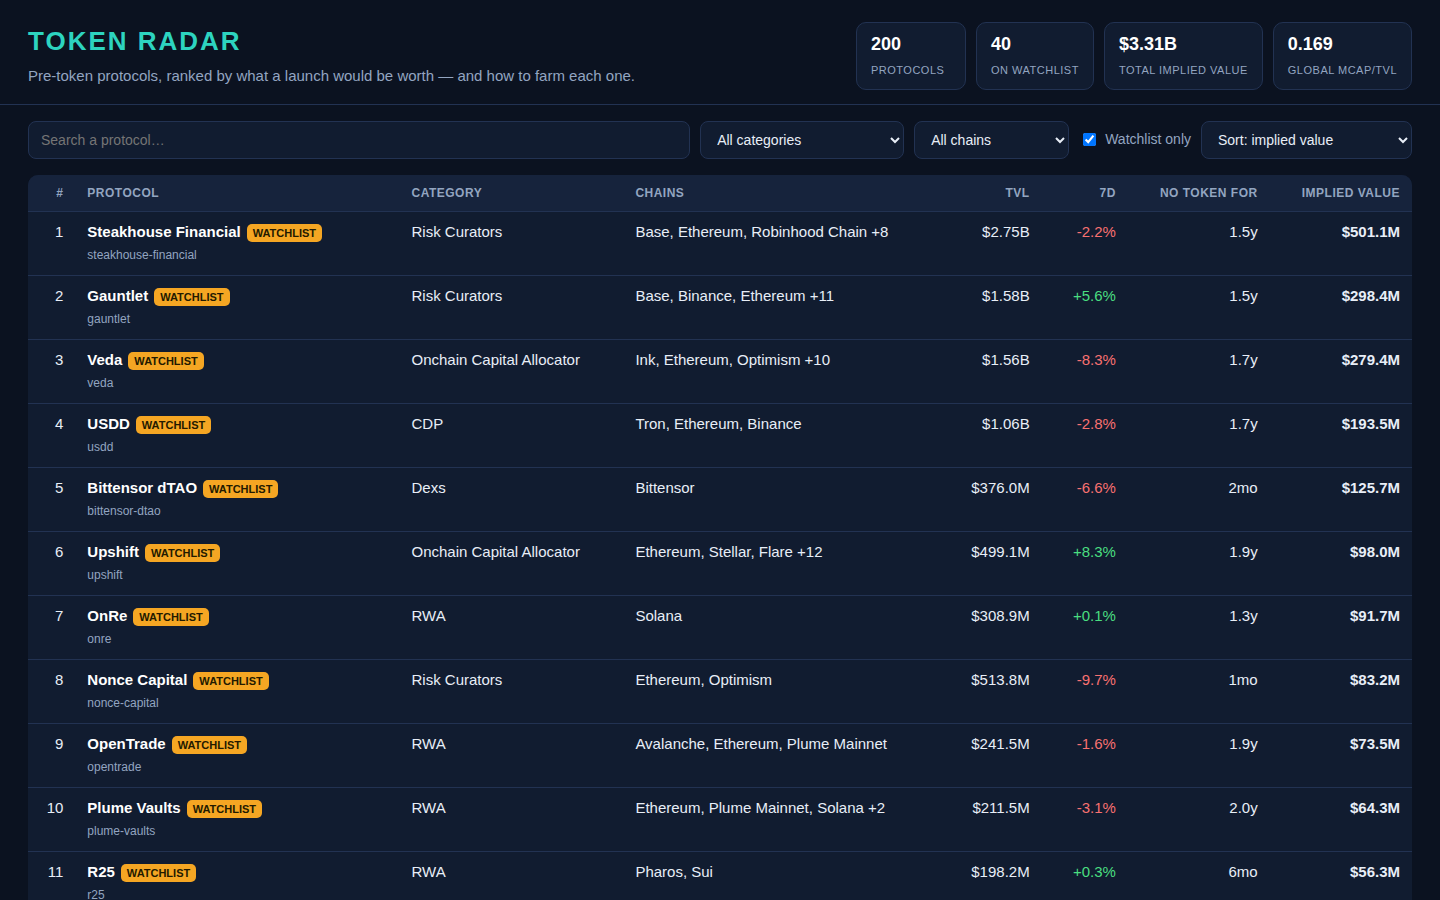 TOKEN RADAR
Pre-token protocols, ranked by what a launch would be worth — and how to farm each one.
200
PROTOCOLS
40
ON WATCHLIST
$3.31B
TOTAL IMPLIED VALUE
0.169
GLOBAL MCAP/TVL
Search a protocol… All categories All chains Watchlist only Sort: implied value
# PROTOCOL CATEGORY CHAINS TVL 7D NO TOKEN FOR IMPLIED VALUE
1 Steakhouse Financial WATCHLIST Risk Curators Base, Ethereum, Robinhood Chain +8 $2.75B -2.2% 1.5y $501.1M
steakhouse-financial
2 Gauntlet WATCHLIST Risk Curators Base, Binance, Ethereum +11 $1.58B +5.6% 1.5y $298.4M
gauntlet
3 Veda WATCHLIST Onchain Capital Allocator Ink, Ethereum, Optimism +10 $1.56B -8.3% 1.7y $279.4M
veda
4 USDD WATCHLIST CDP Tron, Ethereum, Binance $1.06B -2.8% 1.7y $193.5M
usdd
5 Bittensor dTAO WATCHLIST Dexs Bittensor $376.0M -6.6% 2mo $125.7M
bittensor-dtao
6 Upshift WATCHLIST Onchain Capital Allocator Ethereum, Stellar, Flare +12 $499.1M +8.3% 1.9y $98.0M
upshift
7 OnRe WATCHLIST RWA Solana $308.9M +0.1% 1.3y $91.7M
onre
8 Nonce Capital WATCHLIST Risk Curators Ethereum, Optimism $513.8M -9.7% 1mo $83.2M
nonce-capital
9 OpenTrade WATCHLIST RWA Avalanche, Ethereum, Plume Mainnet $241.5M -1.6% 1.9y $73.5M
opentrade
10 Plume Vaults WATCHLIST RWA Ethereum, Plume Mainnet, Solana +2 $211.5M -3.1% 2.0y $64.3M
plume-vaults
11 R25 WATCHLIST RWA Pharos, Sui $198.2M +0.3% 6mo $56.3M
r25